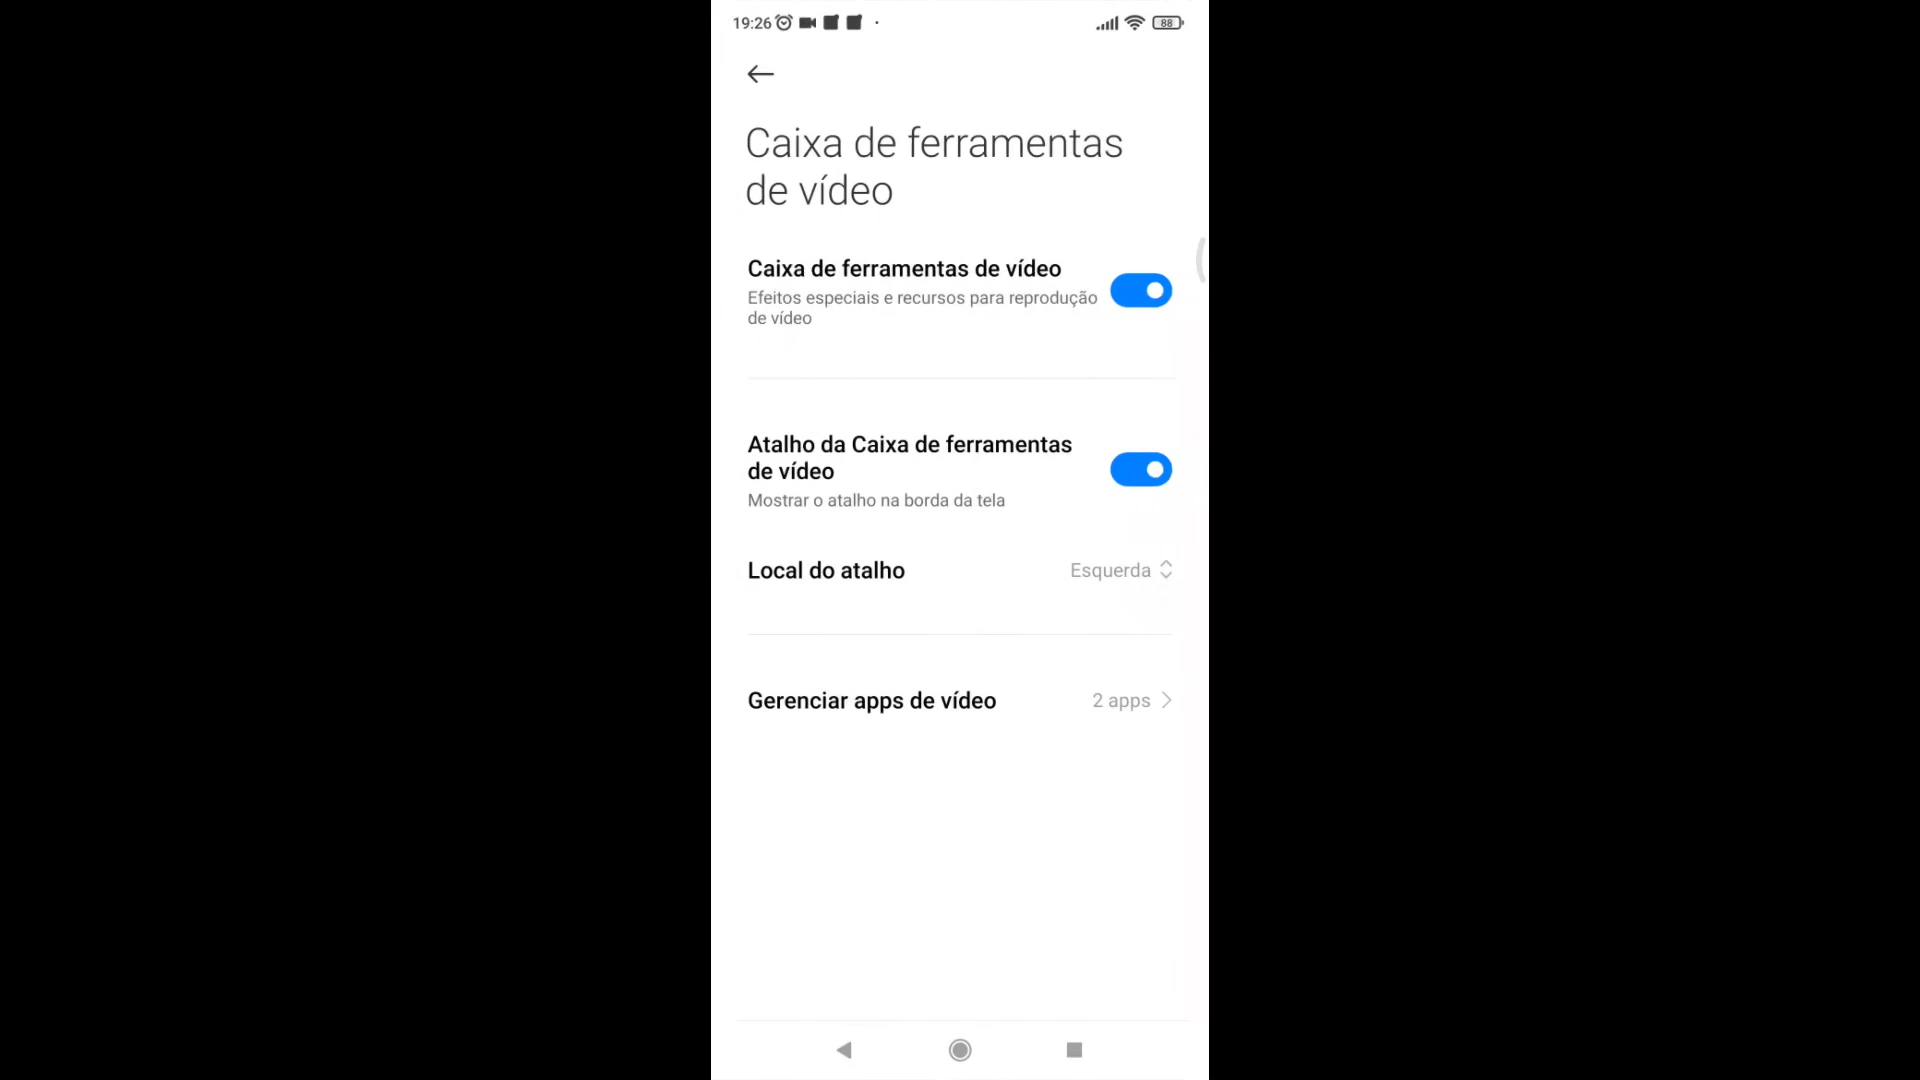 19:26
88
Caixa de ferramentas
de vídeo
Caixa de ferramentas de vídeo
Efeitos especiais e recursos para reprodução
de vídeo
Atalho da Caixa de ferramentas
de vídeo
Mostrar o atalho na borda da tela
Local do atalho
Esquerda
Gerenciar apps de vídeo
2 apps